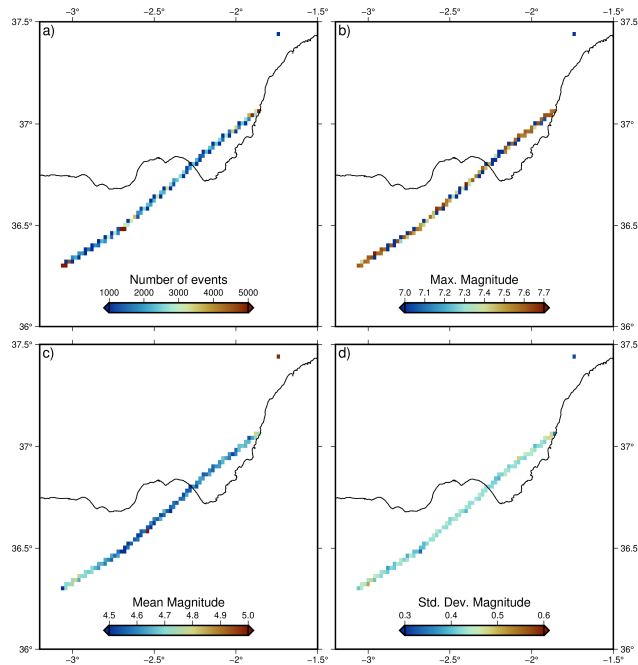 −3° −2.5° −2° −1.5° −3° −2.5° −2° −1.5°
37.5° a) b) 37.5°
37° 37°
36.5° 36.5°
Number of events Max. Magnitude
1000 2000 3000 4000 5000 7.0 7.1 7.2 7.3 7.4 7.5 7.6 7.7
36° 36°
37.5° c) d) 37.5°
37° 37°
36.5° 36.5°
Mean Magnitude Std. Dev. Magnitude
4.5 4.6 4.7 4.8 4.9 5.0 0.3 0.4 0.5 0.6
36° 36°
−3° −2.5° −2° −1.5° −3° −2.5° −2° −1.5°